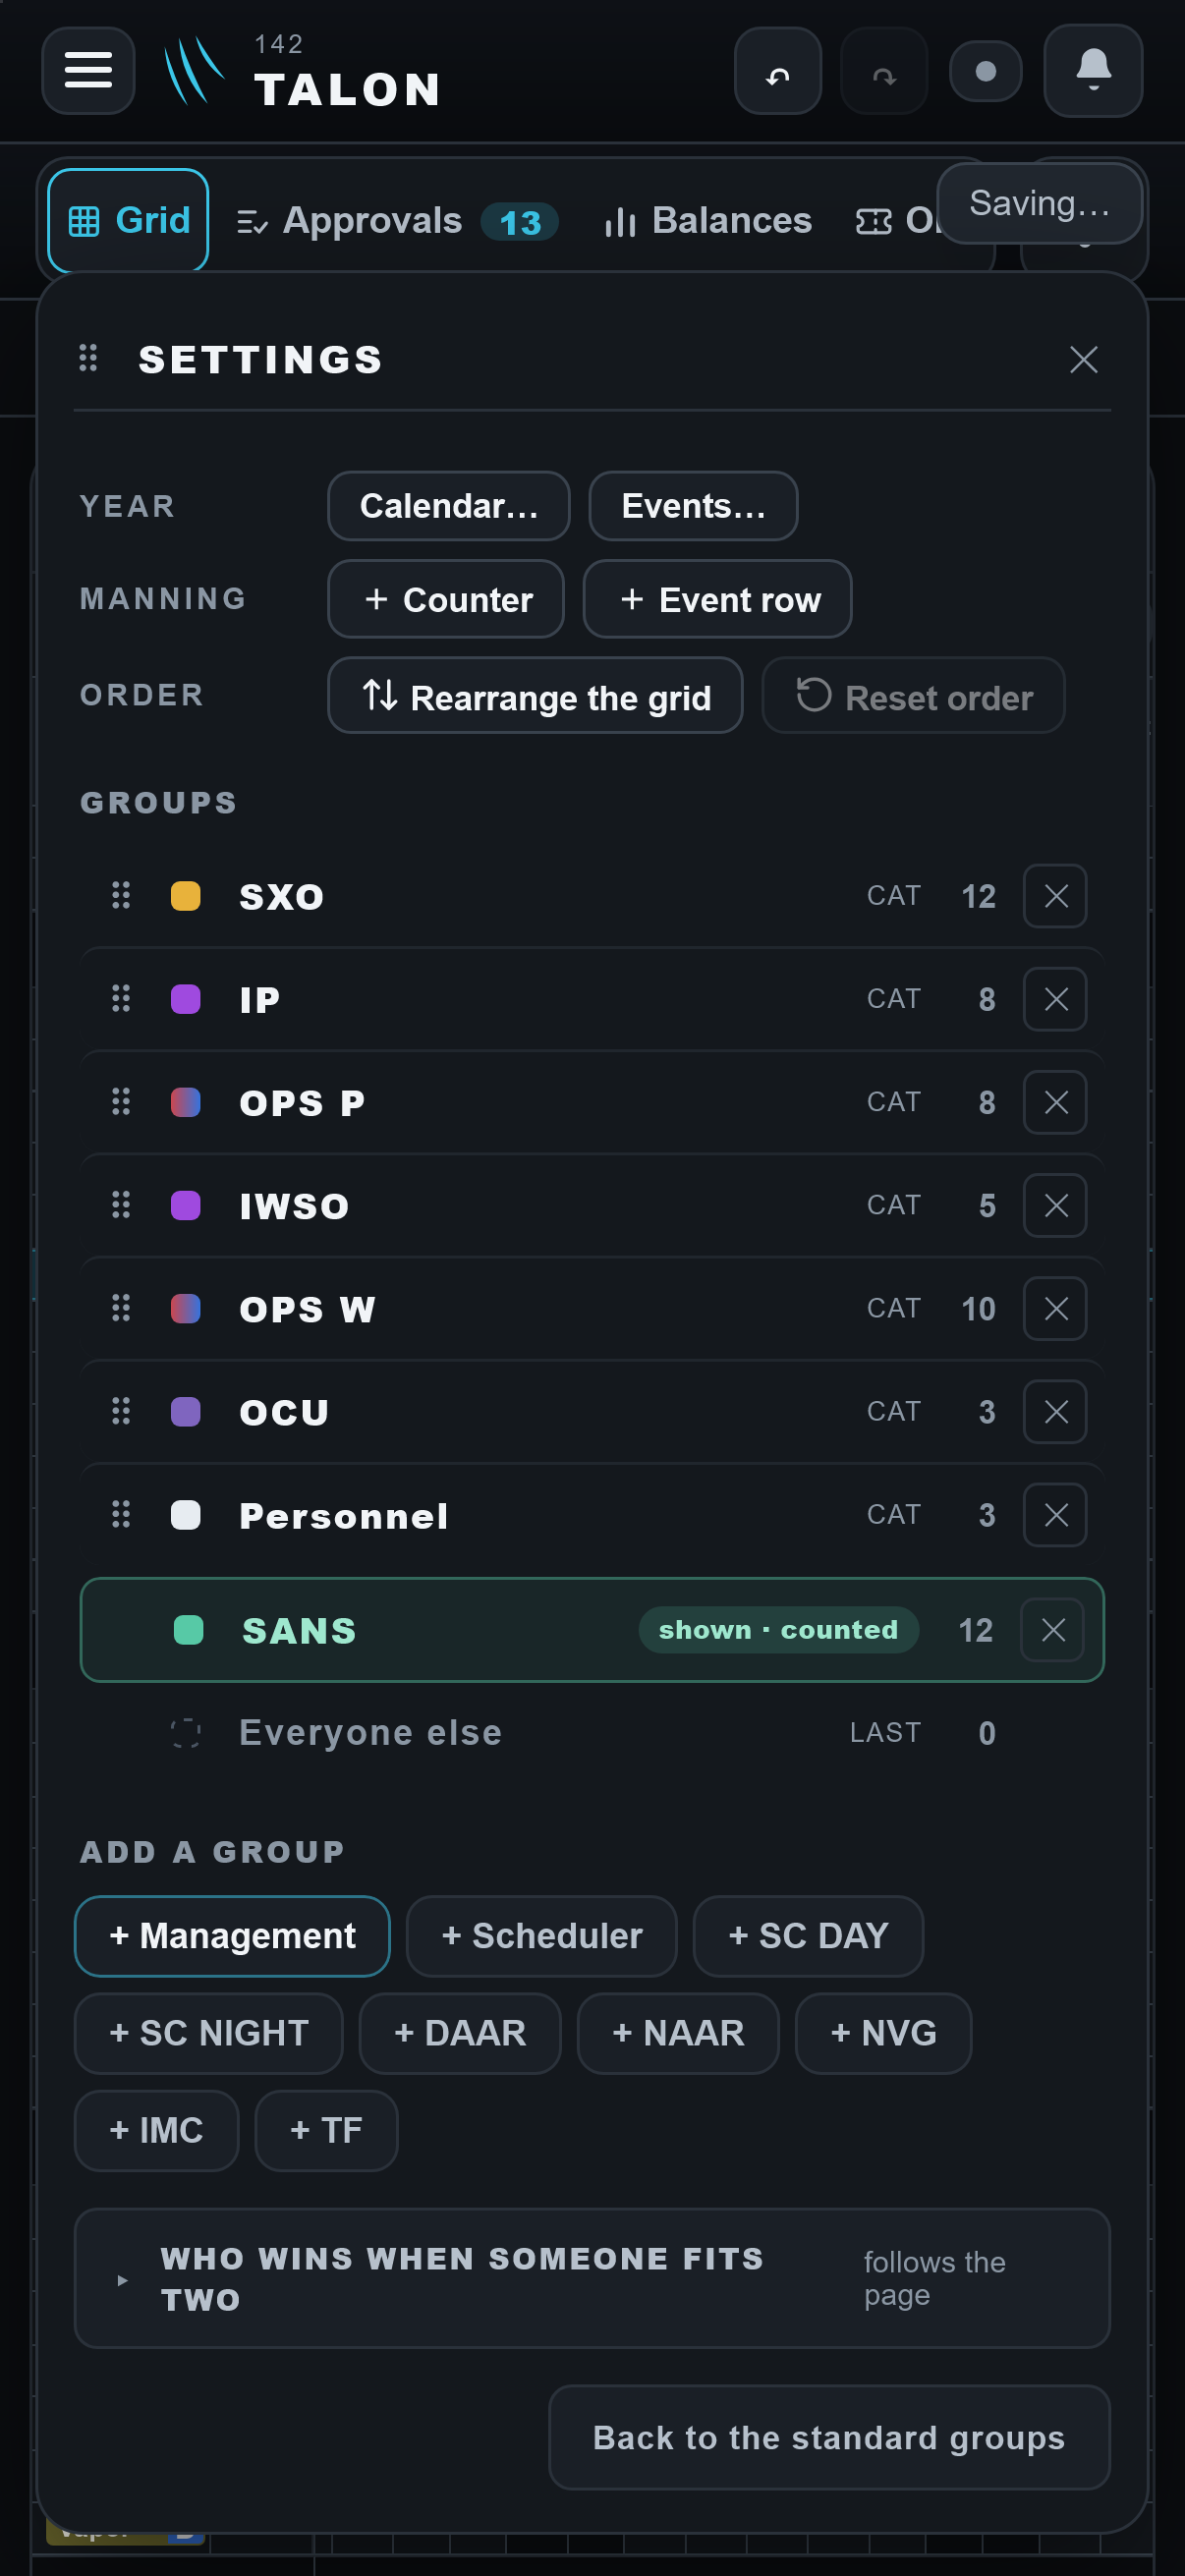 142
TALON
Grid Approvals 13 Balances
Saving…
SETTINGS
YEAR Calendar… Events…
MANNING + Counter + Event row
ORDER Rearrange the grid Reset order
GROUPS
SXO CAT 12
IP CAT 8
OPS P CAT 8
IWSO CAT 5
OPS W CAT 10
OCU CAT 3
Personnel CAT 3
SANS shown · counted 12
Everyone else LAST 0
ADD A GROUP
+ Management + Scheduler + SC DAY
+ SC NIGHT + DAAR + NAAR + NVG
+ IMC + TF
WHO WINS WHEN SOMEONE FITS
TWO
follows the
page
Back to the standard groups